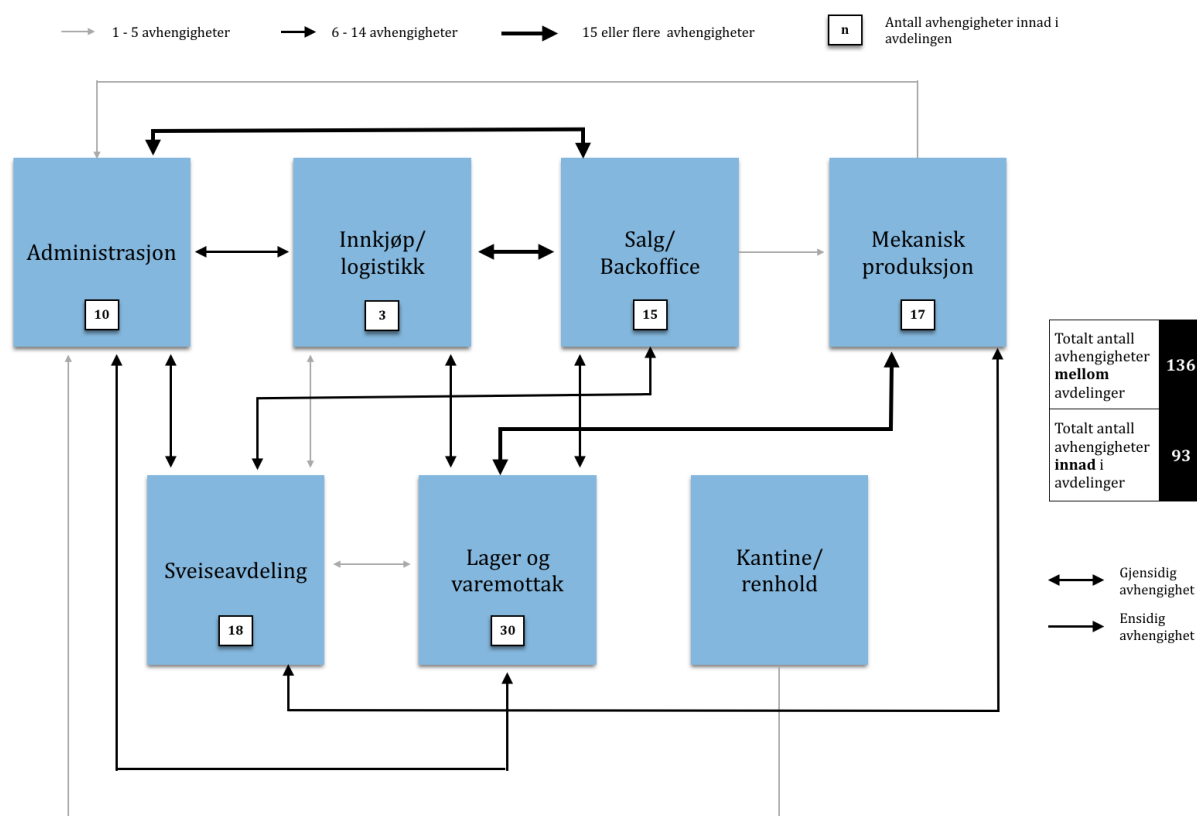 1 - 5 avhengigheter
6 - 14 avhengigheter
15 eller flere avhengigheter
n
Antall avhengigheter innad i
avdelingen
Administrasjon
10
Innkjøp/
logistikk
3
Salg/
Backoffice
15
Mekanisk
produksjon
17
Totalt antall
avhengigheter
mellom
avdelinger
136
Totalt antall
avhengigheter
innad i
avdelinger
93
Sveiseavdeling
18
Lager og
varemottak
30
Kantine/
renhold
Gjensidig
avhengighet
Ensidig
avhengighet